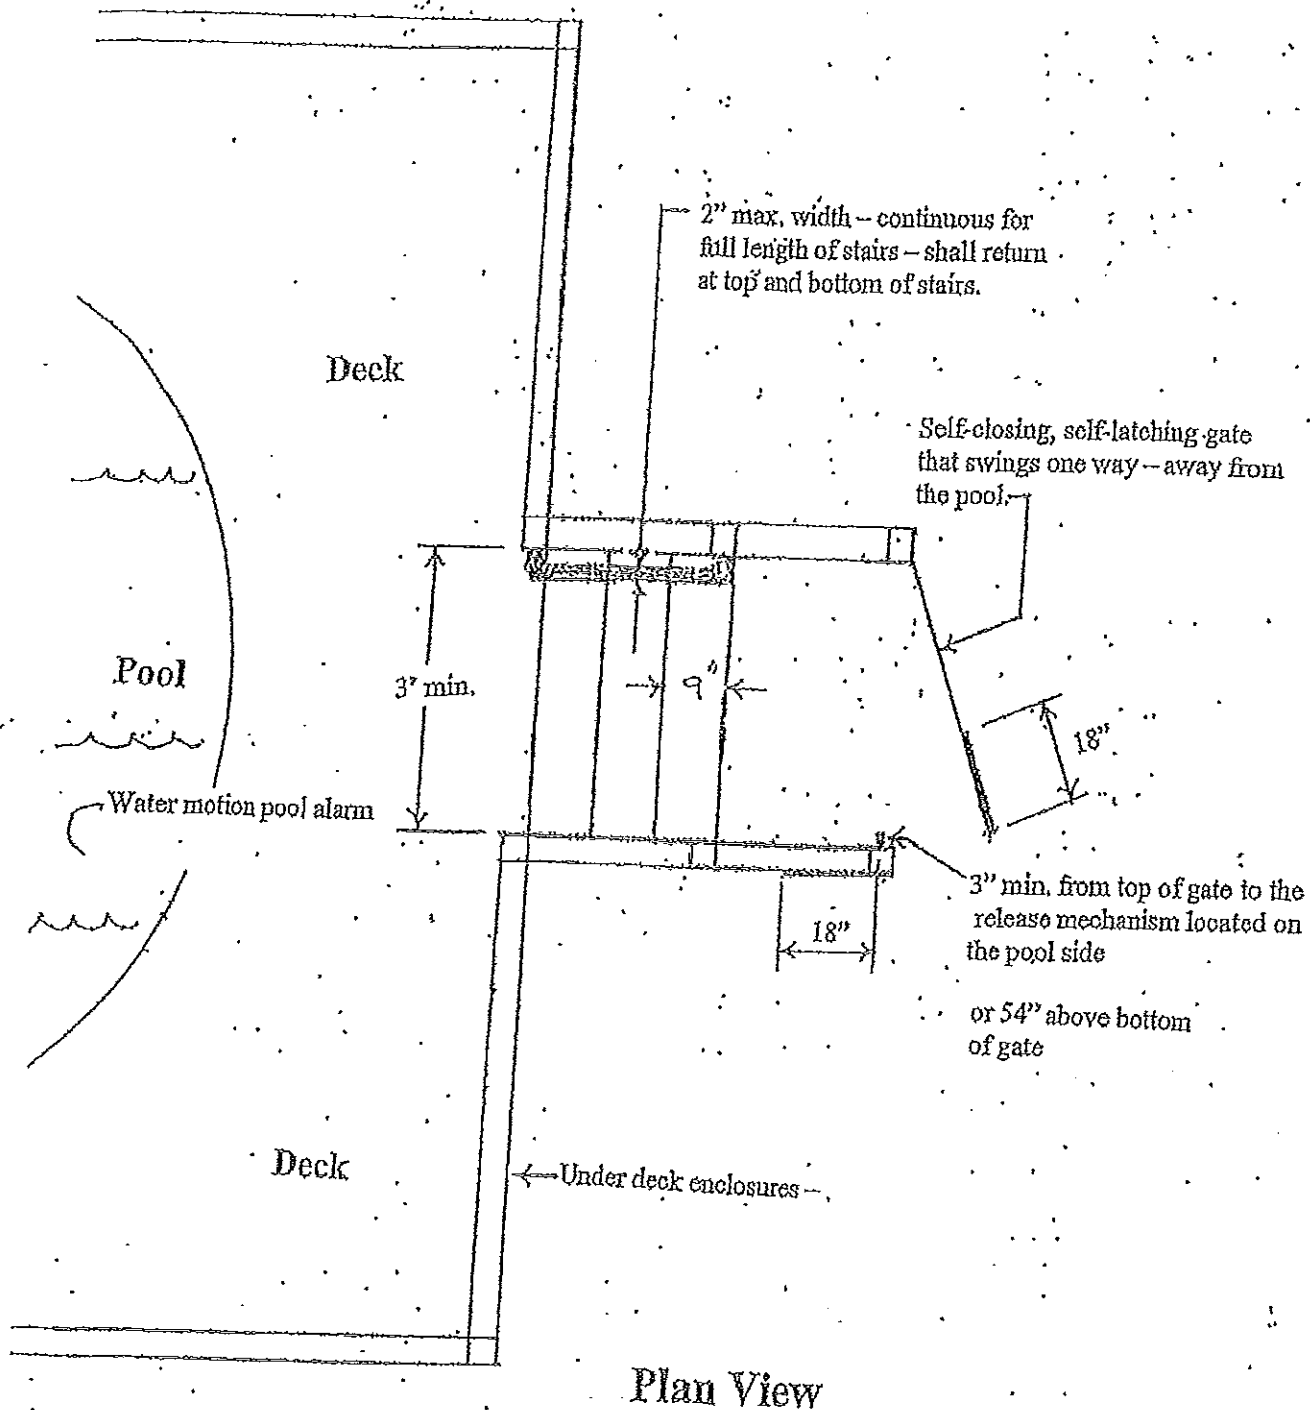 2" max. width – continuous for
full length of stairs – shall return
at top and bottom of stairs.
Deck
Self-closing, self-latching gate
that swings one way – away from
the pool.
Pool
3' min.
9"
18"
Water motion pool alarm
3" min. from top of gate to the
release mechanism located on
the pool side
18"
or 54" above bottom
of gate
Deck
Under deck enclosures –
Plan View